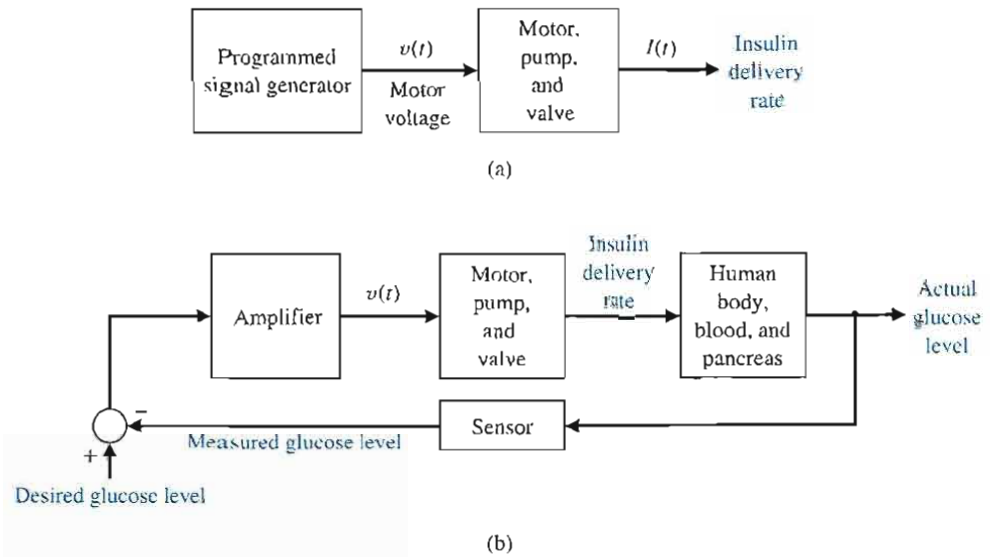 Programmed
signal generator
v(t)
Motor
voltage
Motor,
pump,
and
valve
I(t)
Insulin
delivery
rate
(a)
Amplifier
v(t)
Motor,
pump,
and
valve
Insulin
delivery
rate
Human
body,
blood, and
pancreas
Actual
glucose
level
−
+
Measured glucose level
Sensor
Desired glucose level
(b)